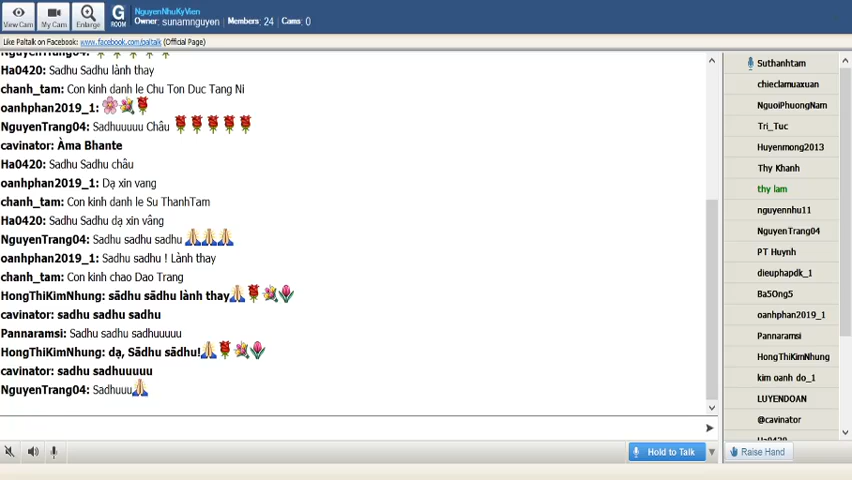 View Cam
My Cam
Enlarge
G
ROOM
NguyenNhuKyVien
Owner: sunamnguyen Members: 24 Cams: 0
Like Paltalk on Facebook: www.facebook.com/paltalk (Official Page)
NguyenTrang04:
Ha0420: Sadhu Sadhu lành thay
chanh_tam: Con kinh danh le Chu Ton Duc Tang Ni
oanhphan2019_1:
NguyenTrang04: Sadhuuuuu Châu
cavinator: Àma Bhante
Ha0420: Sadhu Sadhu châu
oanhphan2019_1: Dạ xin vang
chanh_tam: Con kinh danh le Su ThanhTam
Ha0420: Sadhu Sadhu dạ xin vâng
NguyenTrang04: Sadhu sadhu sadhu
oanhphan2019_1: Sadhu sadhu ! Lành thay
chanh_tam: Con kinh chao Dao Trang
HongThiKimNhung: sādhu sādhu lành thay
cavinator: sadhu sadhu sadhu
Pannaramsi: Sadhu sadhu sadhuuuuu
HongThiKimNhung: dạ, Sādhu sādhu!
cavinator: sadhu sadhuuuuu
NguyenTrang04: Sadhuuu
Suthanhtam
chieclamuaxuan
NguoiPhuongNam
Tri_Tuc
Huyenmong2013
Thy Khanh
thy lam
nguyennhu11
NguyenTrang04
PT Huynh
dieuphapdk_1
Ba5Ong5
oanhphan2019_1
Pannaramsi
HongThiKimNhung
kim oanh do_1
LUYENDOAN
@cavinator
Ha0420
Hold to Talk
Raise Hand